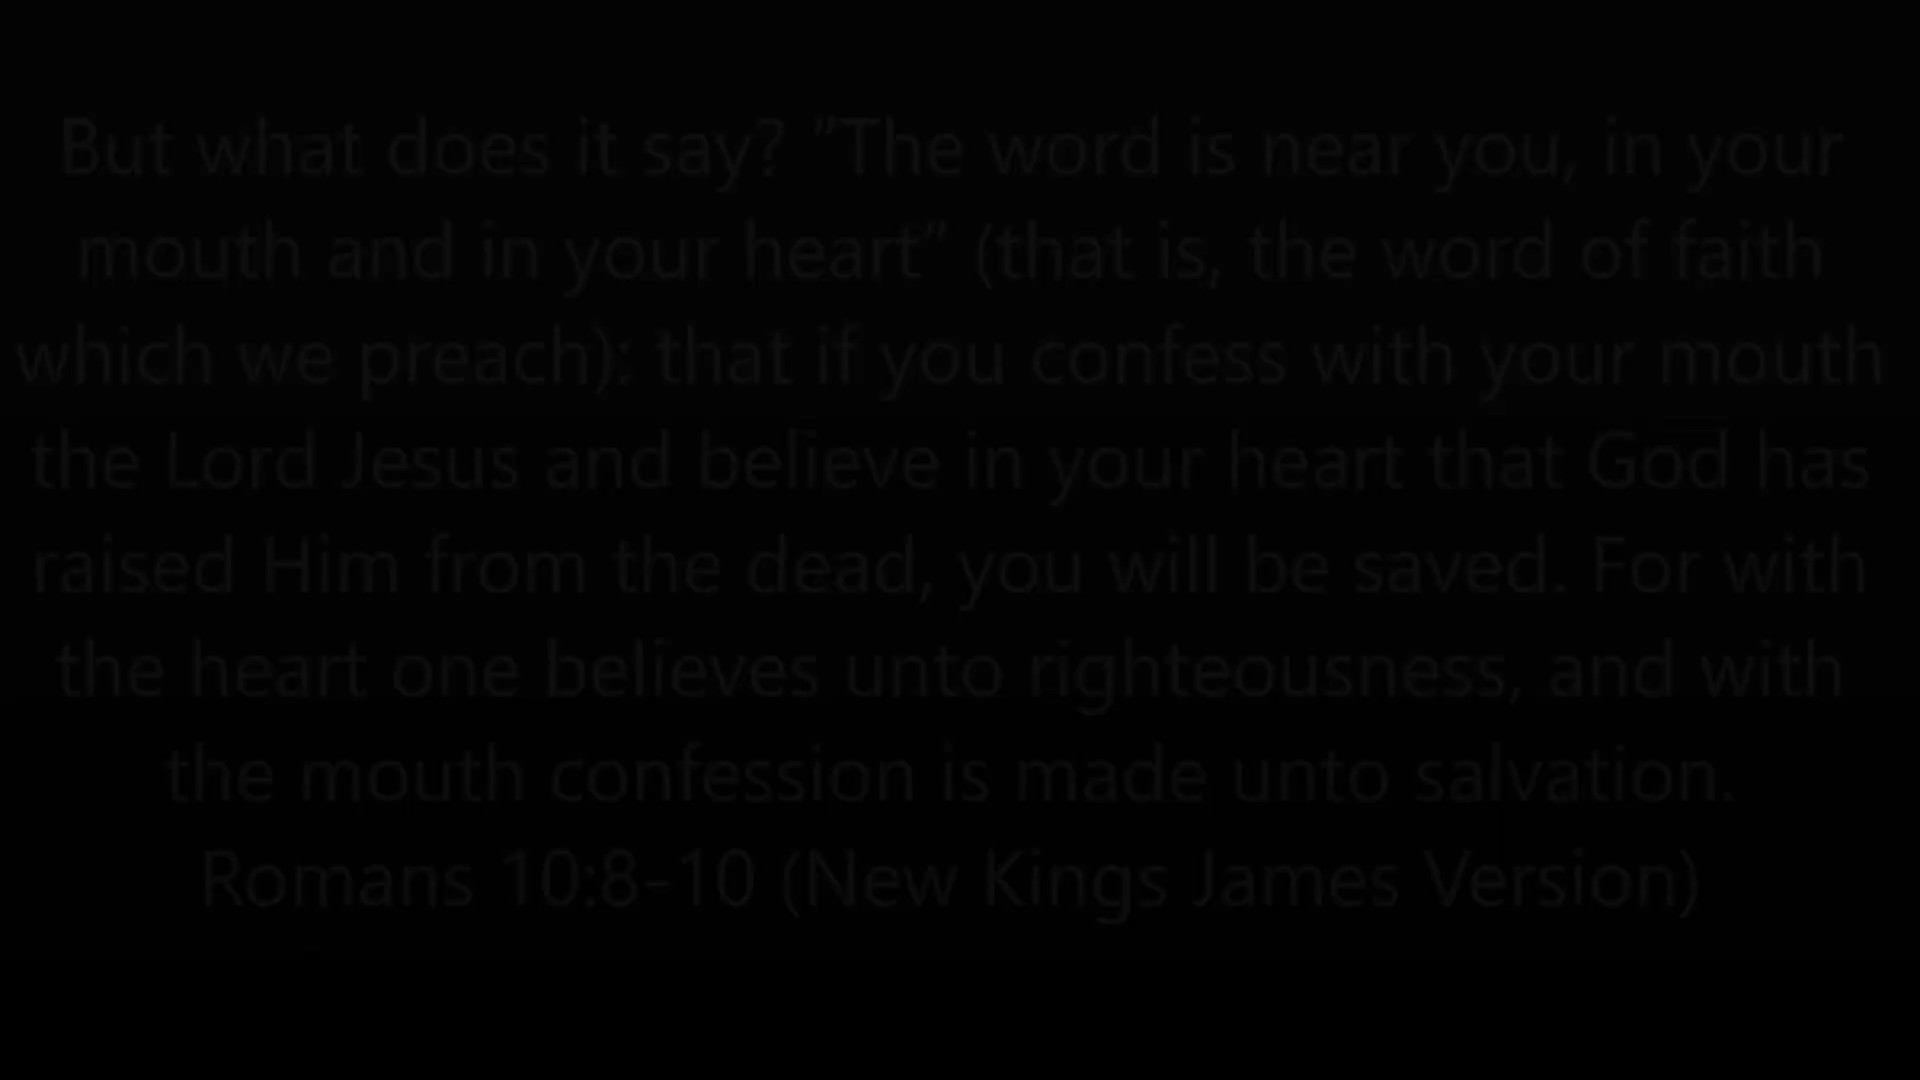 But what does it say? "The word is near you, in your
mouth and in your heart" (that is, the word of faith
which we preach): that if you confess with your mouth
the Lord Jesus and believe in your heart that God has
raised Him from the dead, you will be saved. For with
the heart one believes unto righteousness, and with
the mouth confession is made unto salvation.
Romans 10:8-10 (New Kings James Version)